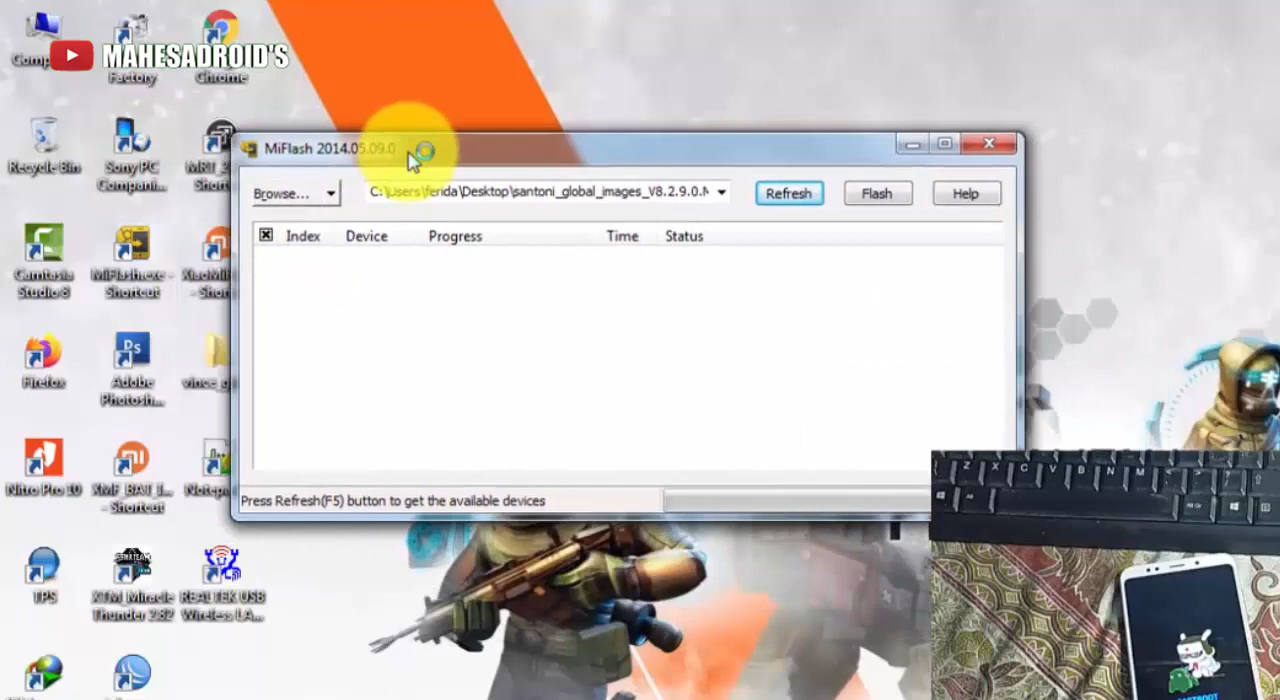 MAHESADROID'S
Factory
Chrome
Recycle Bin
Sony PC
Compani...
MiFlash 2014.05.09.0
Browse...
C:\Users\ferida\Desktop\santoni_global_images_V8.2.9.0.N
Refresh
Flash
Help
Index
Device
Progress
Time
Status
Camtasia
Studio 8
MiFlash.exe -
Shortcut
Firefox
Ps
Adobe
Photosh...
Nitro Pro 10
- Shortcut
Press Refresh(F5) button to get the available devices
TPS
XTM_Miracle
Thunder 2.82
REALTEK USB
Wireless LA...
Z X C V B N M